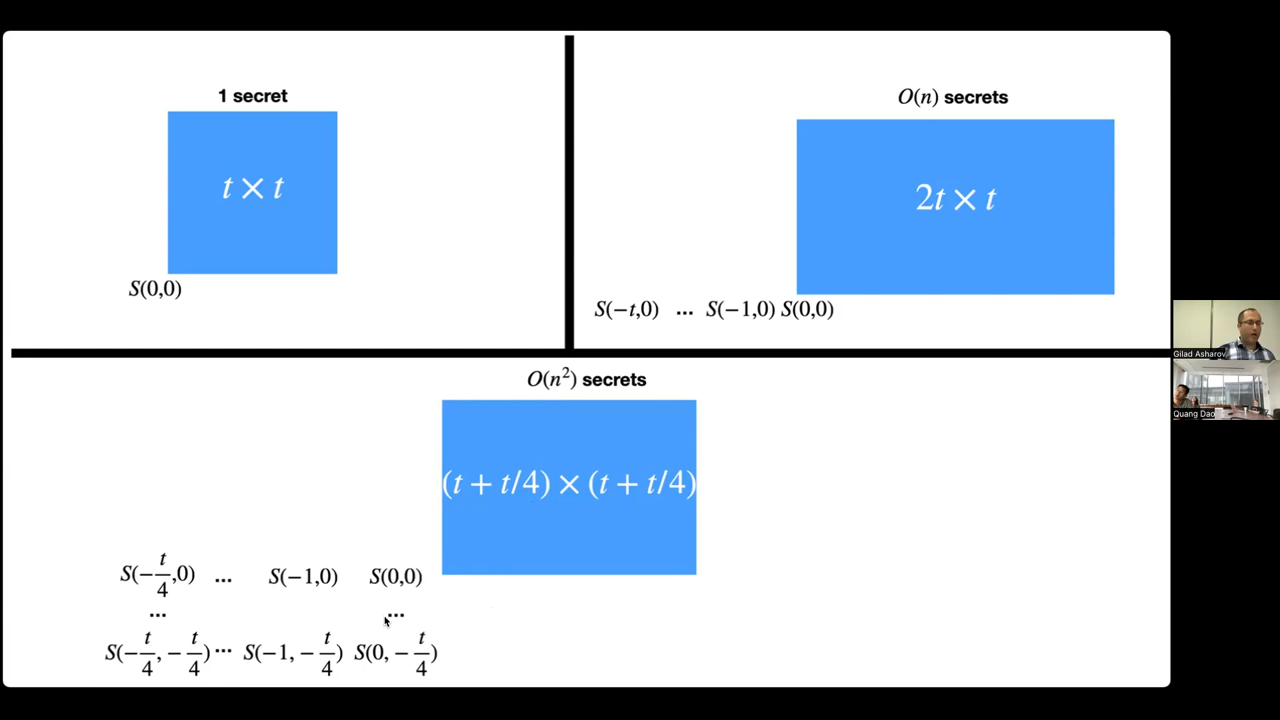 1 secret
t × t
S(0,0)
O(n) secrets
2t × t
S(−t,0) ... S(−1,0) S(0,0)
O(n²) secrets
(t + t/4) × (t + t/4)
S(−t/4,0) ... S(−1,0) S(0,0)
... ...
S(−t/4, −t/4) ... S(−1, −t/4) S(0, −t/4)
Gilad Asharov
Quang Dao